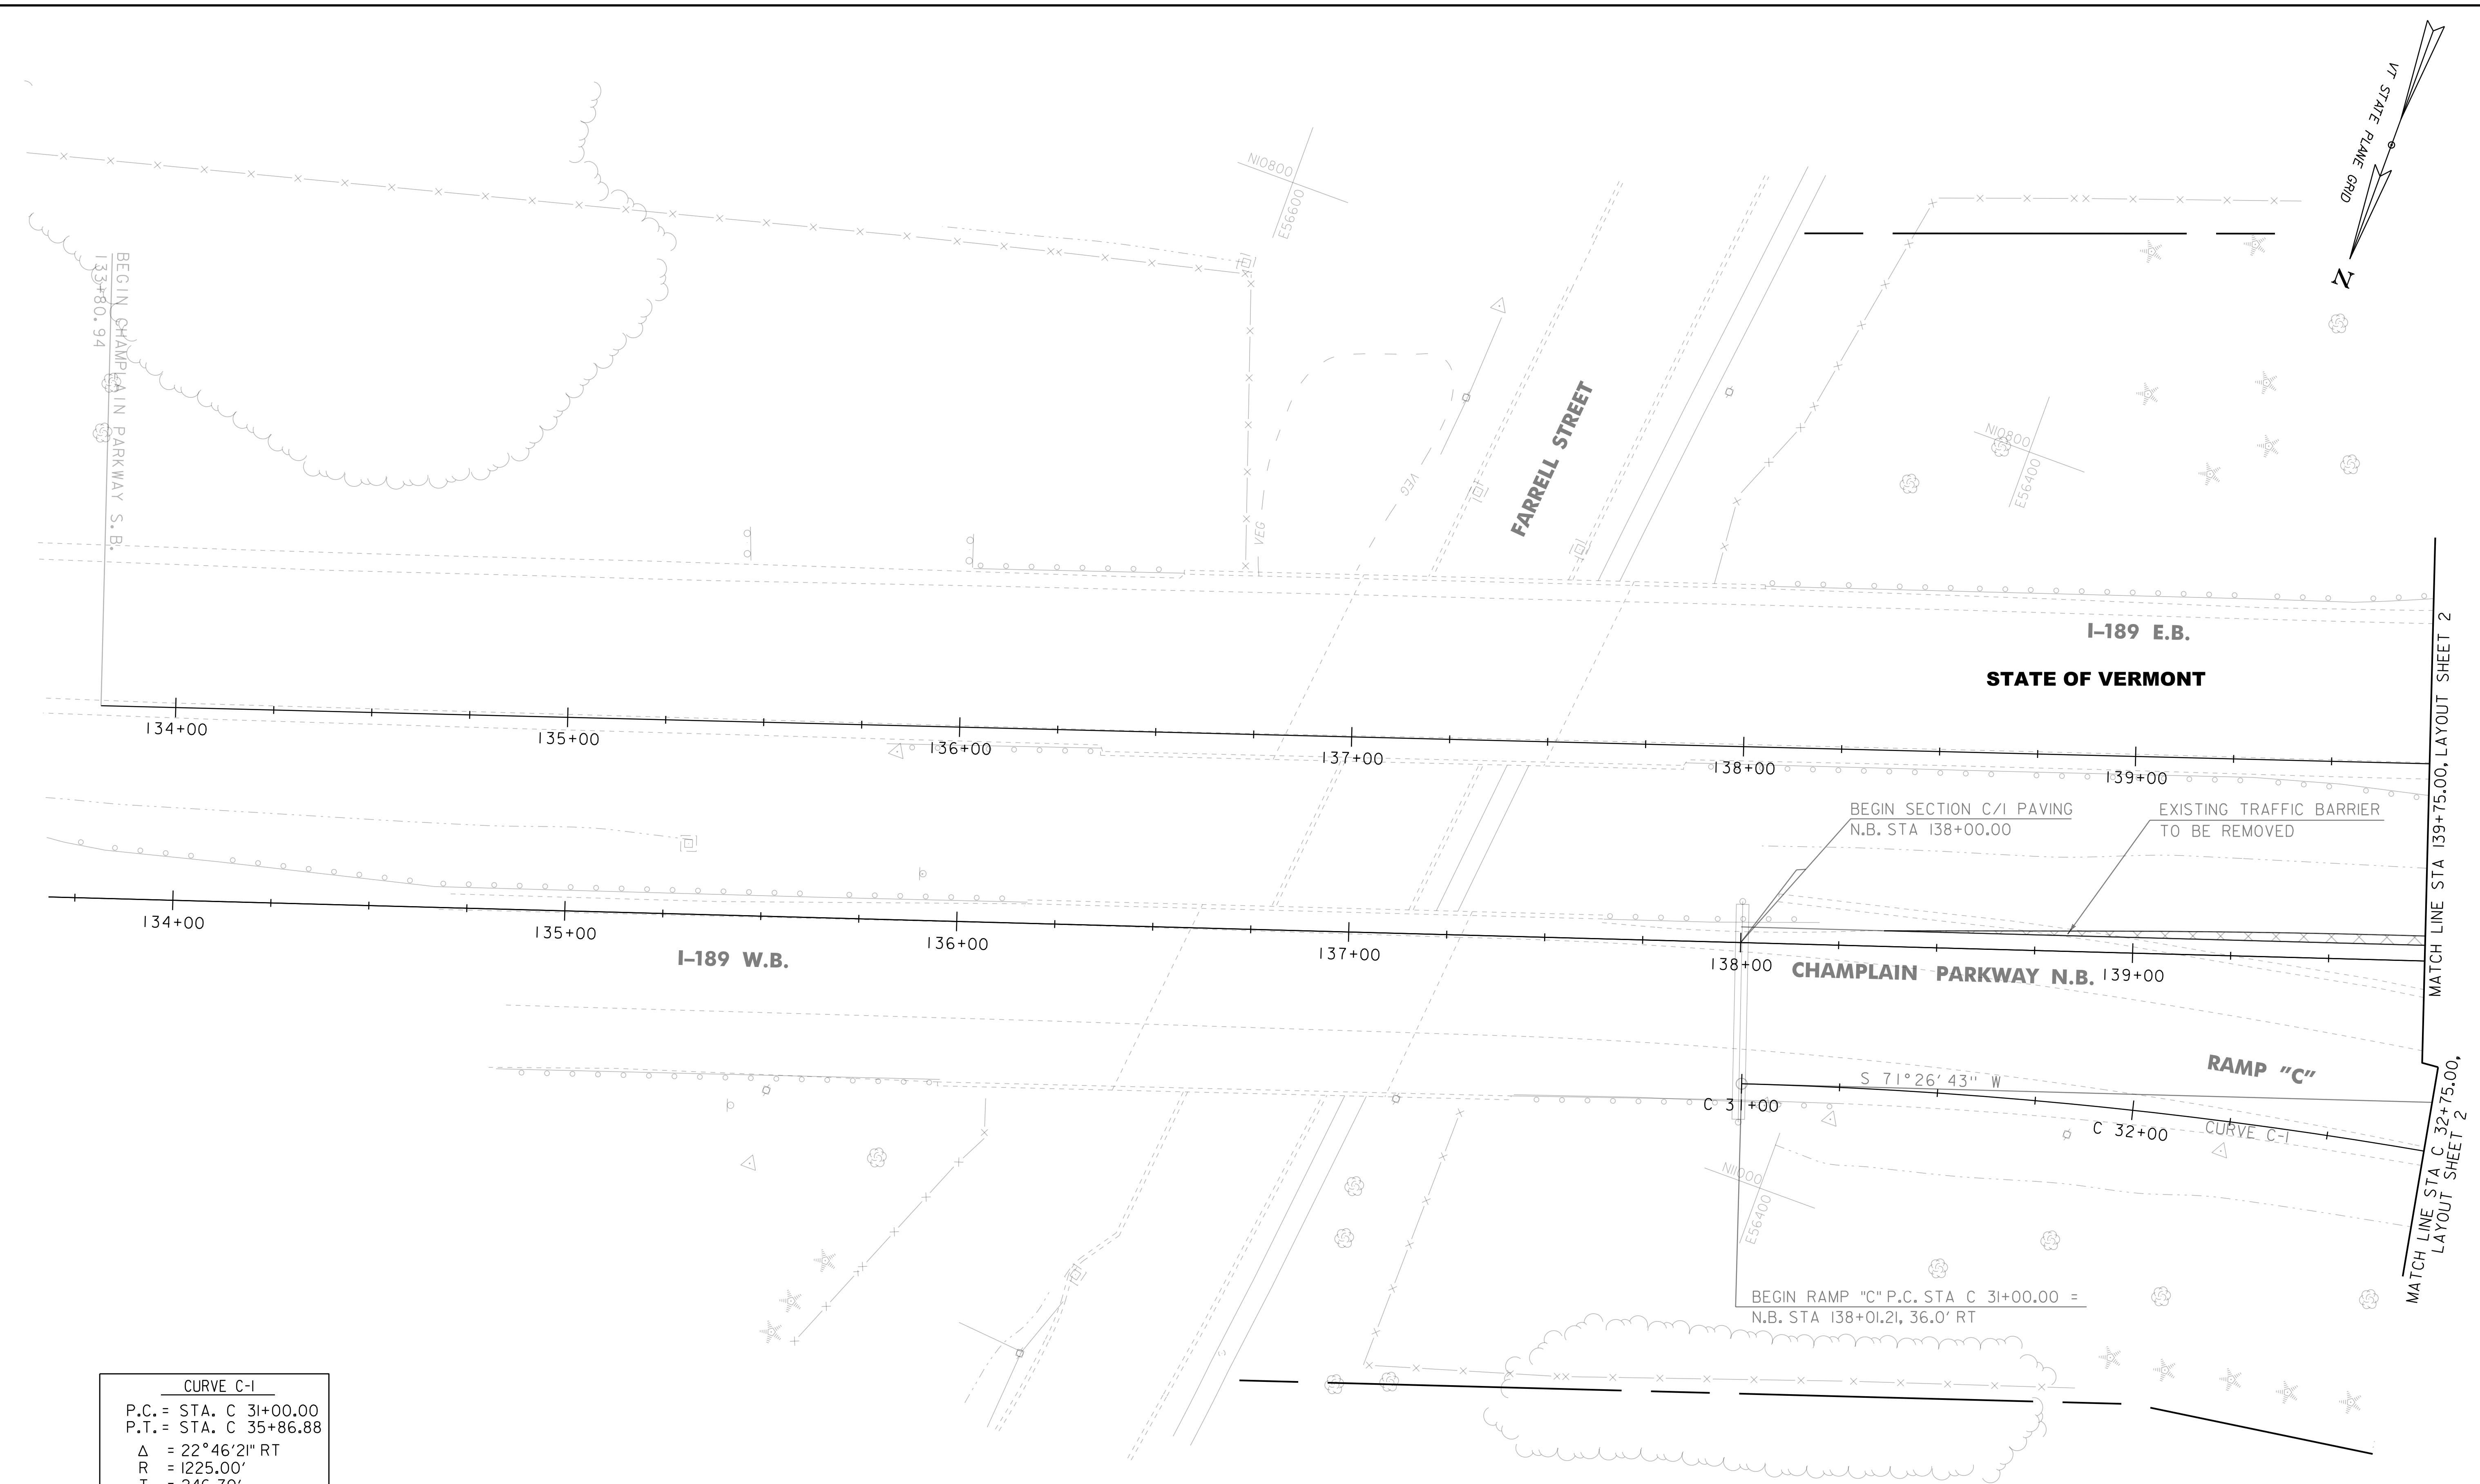 VT STATE PLANE GRID
N
N10800
E56600
BEGIN CHAMPLAIN PARKWAY S.B.
133+80.94
FARRELL STREET
VEG
VEG
N10800
E56400
I-189 E.B.
STATE OF VERMONT
MATCH LINE STA 139+75.00, LAYOUT SHEET 2
134+00
135+00
136+00
137+00
138+00
139+00
BEGIN SECTION C/I PAVING
N.B. STA 138+00.00
EXISTING TRAFFIC BARRIER
TO BE REMOVED
134+00
135+00
136+00
137+00
138+00
139+00
I-189 W.B.
CHAMPLAIN PARKWAY N.B.
RAMP "C"
S 71°26'43" W
C 31+00
C 32+00
CURVE C-1
MATCH LINE STA C 32+75.00,
LAYOUT SHEET 2
N11000
E56400
BEGIN RAMP "C" P.C. STA C 31+00.00 =
N.B. STA 138+01.21, 36.0' RT
CURVE C-1
P.C. = STA. C 31+00.00
P.T. = STA. C 35+86.88
Δ = 22°46'21" RT
R = 1225.00'